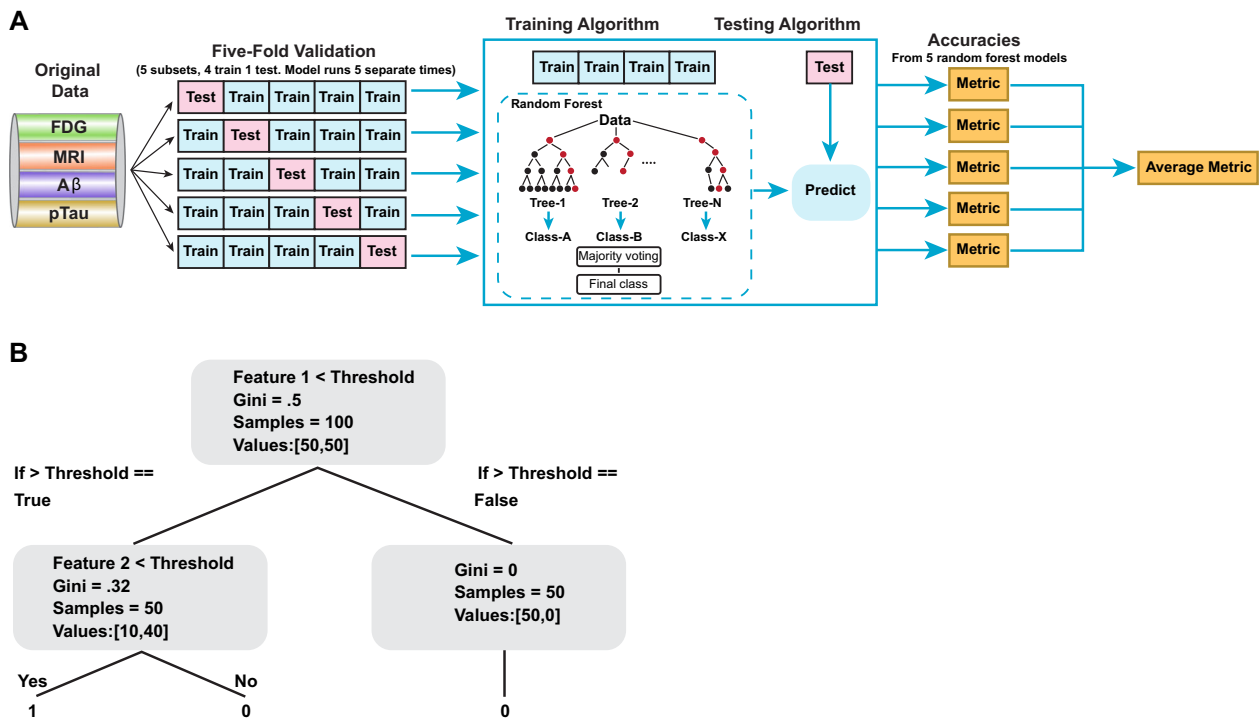 A
Original
Data
FDG
MRI
Aβ
pTau
Five-Fold Validation
(5 subsets, 4 train 1 test. Model runs 5 separate times)
Test Train Train Train Train
Train Test Train Train Train
Train Train Test Train Train
Train Train Train Test Train
Train Train Train Train Test
Training Algorithm
Testing Algorithm
Train Train Train Train
Test
Random Forest
Data
....
Tree-1 Tree-2 Tree-N
Class-A Class-B Class-X
Majority voting
Final class
Predict
Accuracies
From 5 random forest models
Metric
Metric
Metric
Metric
Metric
Average Metric
B
Feature 1 < Threshold
Gini = .5
Samples = 100
Values:[50,50]
If > Threshold ==
True
If > Threshold ==
False
Feature 2 < Threshold
Gini = .32
Samples = 50
Values:[10,40]
Gini = 0
Samples = 50
Values:[50,0]
Yes No
1 0 0